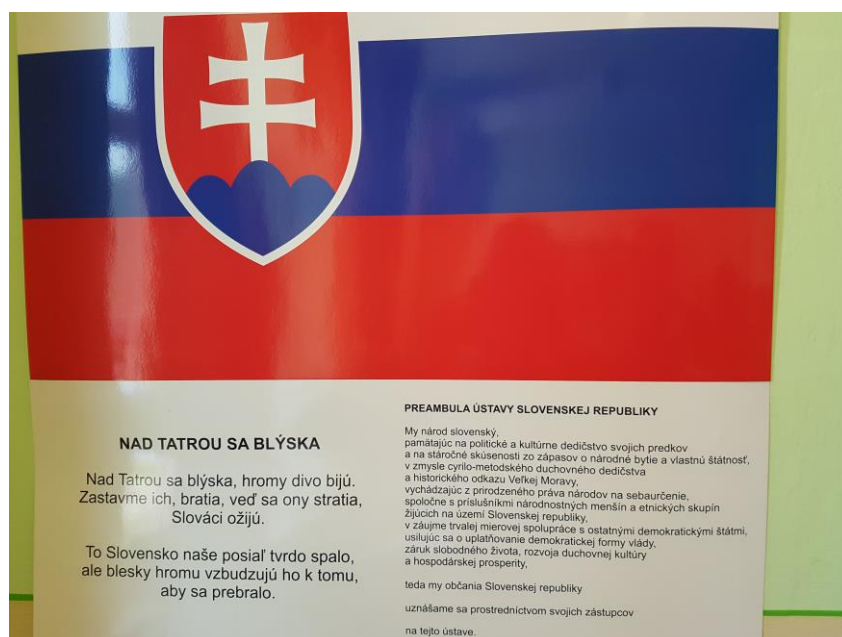 NAD TATROU SA BLÝSKA
Nad Tatrou sa blýska, hromy divo bijú.
Zastavme ich, bratia, veď sa ony stratia,
Slováci ožijú.
To Slovensko naše posiaľ tvrdo spalo,
ale blesky hromu vzbudzujú ho k tomu,
aby sa prebralo.
PREAMBULA ÚSTAVY SLOVENSKEJ REPUBLIKY
My národ slovenský,
pamätajúc na politické a kultúrne dedičstvo svojich predkov
a na stáročné skúsenosti zo zápasov o národné bytie a vlastnú štátnosť,
v zmysle cyrilo-metodského duchovného dedičstva
a historického odkazu Veľkej Moravy,
vychádzajúc z prirodzeného práva národov na sebaurčenie,
spoločne s príslušníkmi národnostných menšín a etnických skupín
žijúcich na území Slovenskej republiky,
v záujme trvalej mierovej spolupráce s ostatnými demokratickými štátmi,
usilujúc sa o uplatňovanie demokratickej formy vlády,
záruk slobodného života, rozvoja duchovnej kultúry
a hospodárskej prosperity,
teda my občania Slovenskej republiky
uznášame sa prostredníctvom svojich zástupcov
na tejto ústave.